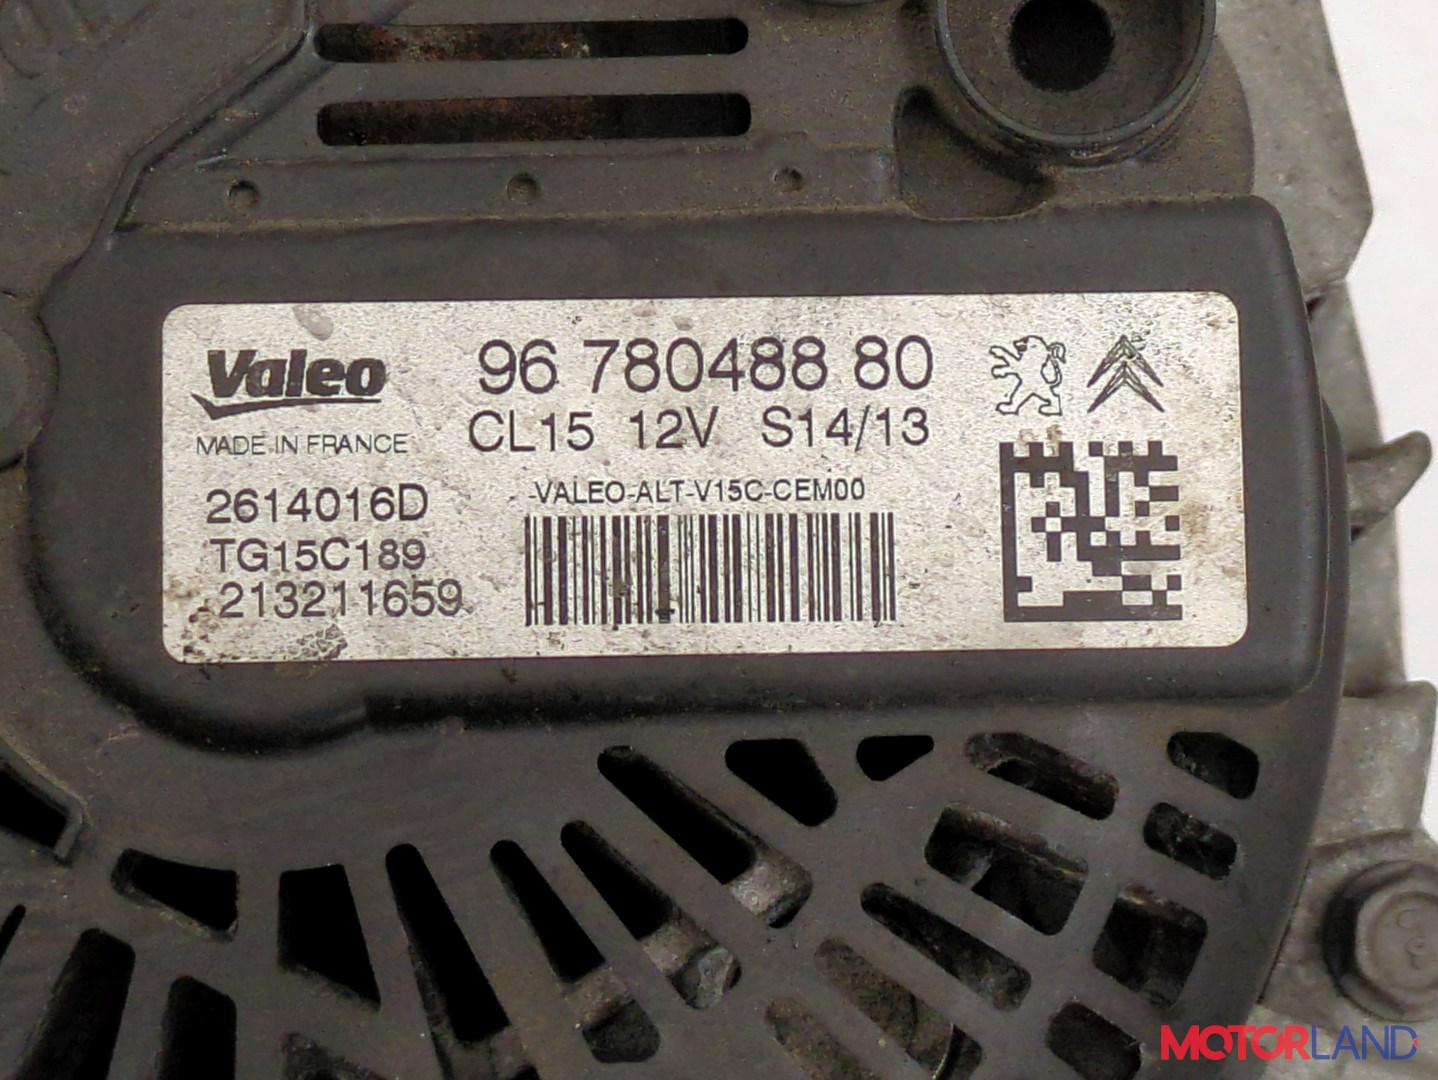 Valeo
MADE IN FRANCE
96 780488 80
CL15 12V S14/13
2614016D
TG15C189
213211659
-VALEO-ALT-V15C-CEM00
MOTORLAND